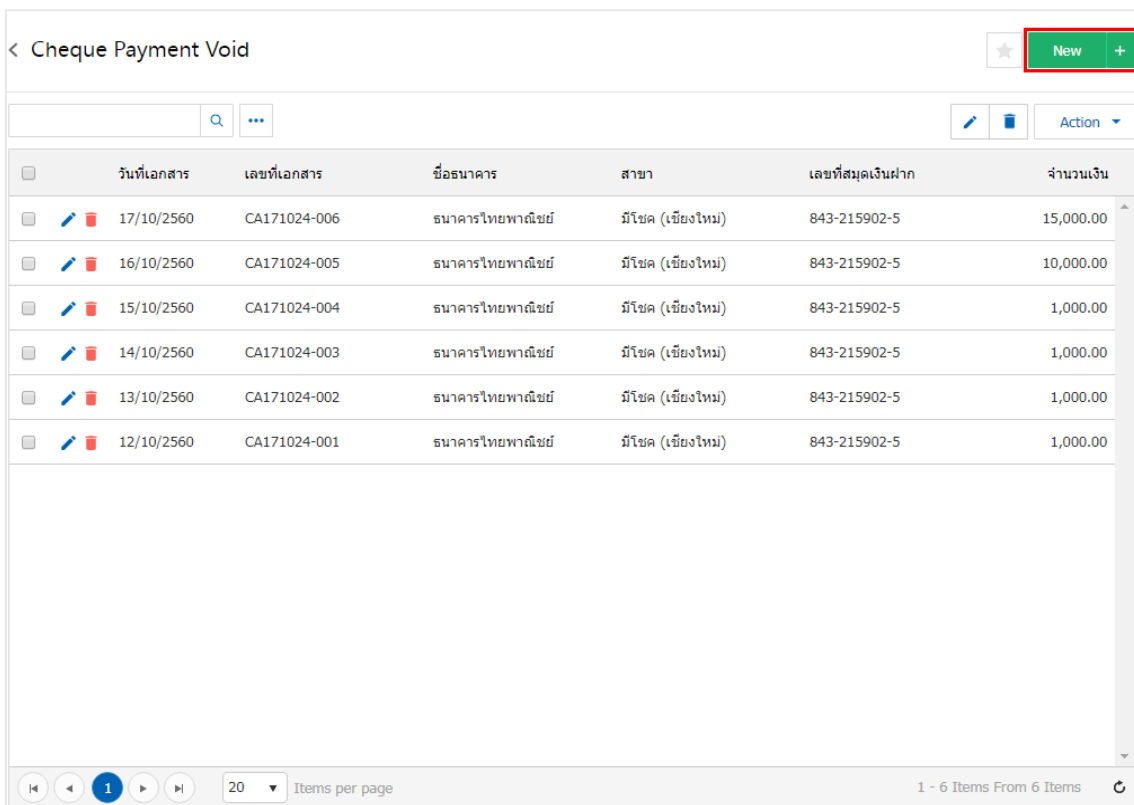 Cheque Payment Void
New +
Action
วันที่เอกสาร เลขที่เอกสาร ชื่อธนาคาร สาขา เลขที่สมุดเงินฝาก จำนวนเงิน
17/10/2560 CA171024-006 ธนาคารไทยพาณิชย์ มีโชค (เชียงใหม่) 843-215902-5 15,000.00
16/10/2560 CA171024-005 ธนาคารไทยพาณิชย์ มีโชค (เชียงใหม่) 843-215902-5 10,000.00
15/10/2560 CA171024-004 ธนาคารไทยพาณิชย์ มีโชค (เชียงใหม่) 843-215902-5 1,000.00
14/10/2560 CA171024-003 ธนาคารไทยพาณิชย์ มีโชค (เชียงใหม่) 843-215902-5 1,000.00
13/10/2560 CA171024-002 ธนาคารไทยพาณิชย์ มีโชค (เชียงใหม่) 843-215902-5 1,000.00
12/10/2560 CA171024-001 ธนาคารไทยพาณิชย์ มีโชค (เชียงใหม่) 843-215902-5 1,000.00
1 20 Items per page 1 - 6 Items From 6 Items